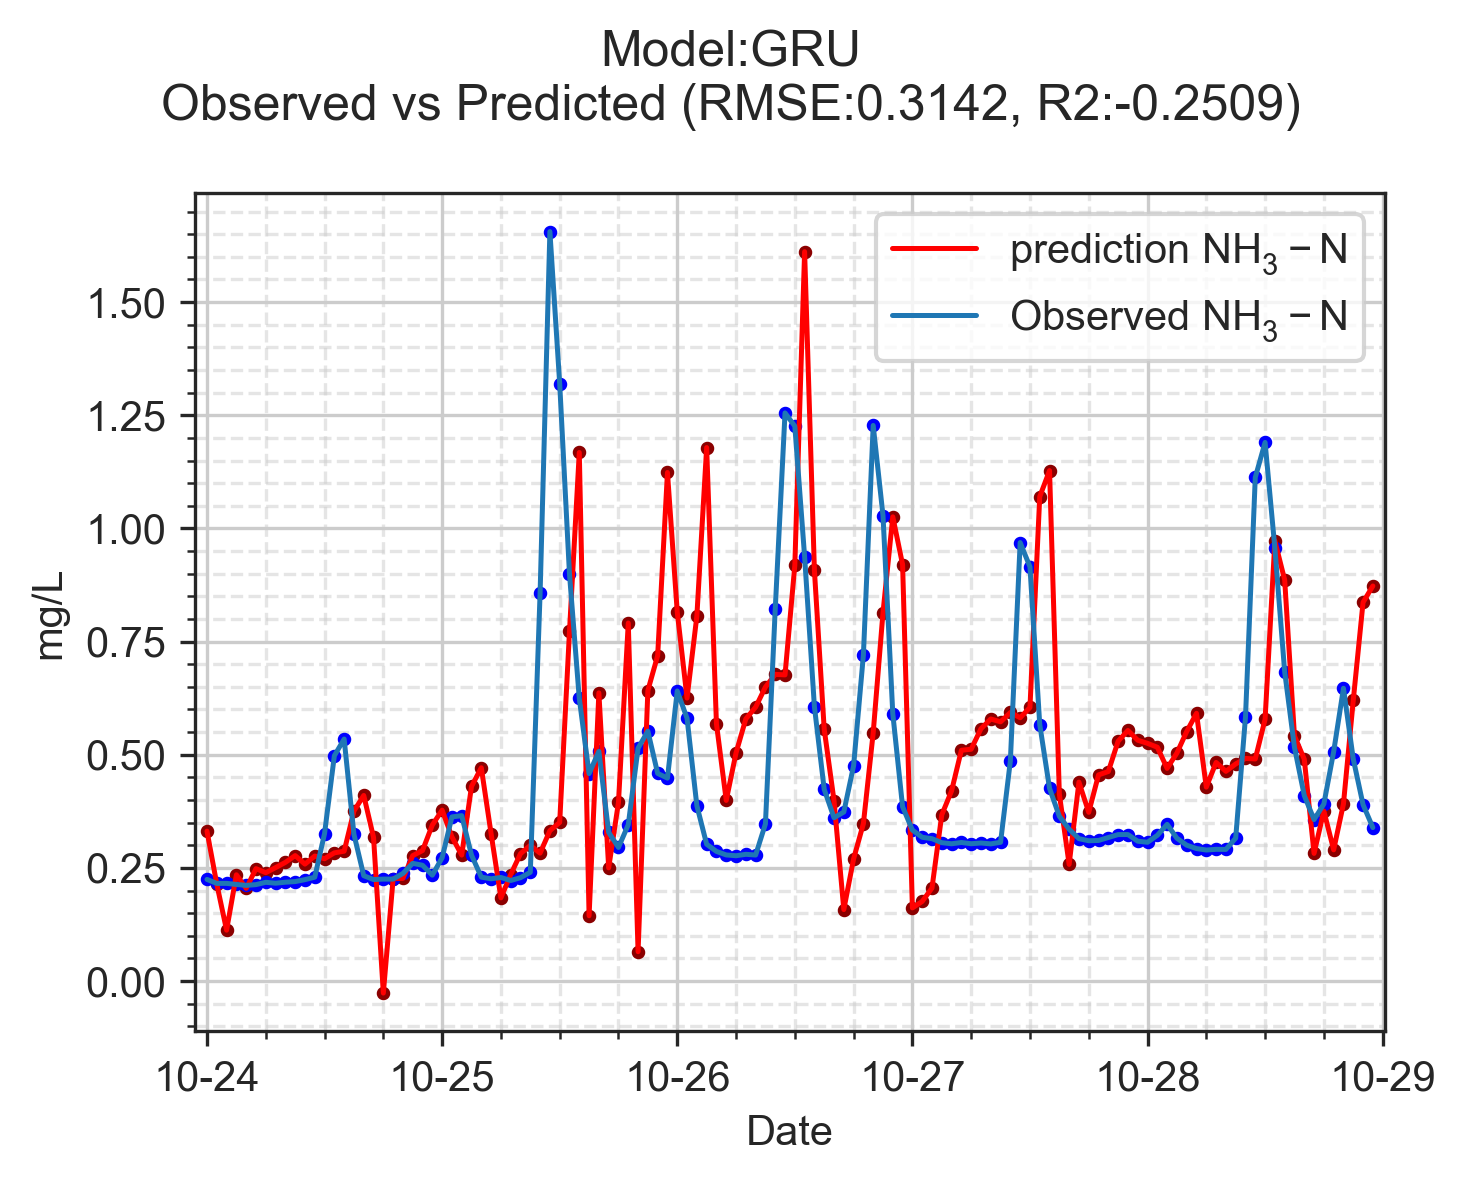 Model:GRU
Observed vs Predicted (RMSE:0.3142, R2:-0.2509)
prediction NH₃ − N
Observed NH₃ − N
1.50
1.25
1.00
0.75
0.50
0.25
0.00
mg/L
10-24 10-25 10-26 10-27 10-28 10-29
Date